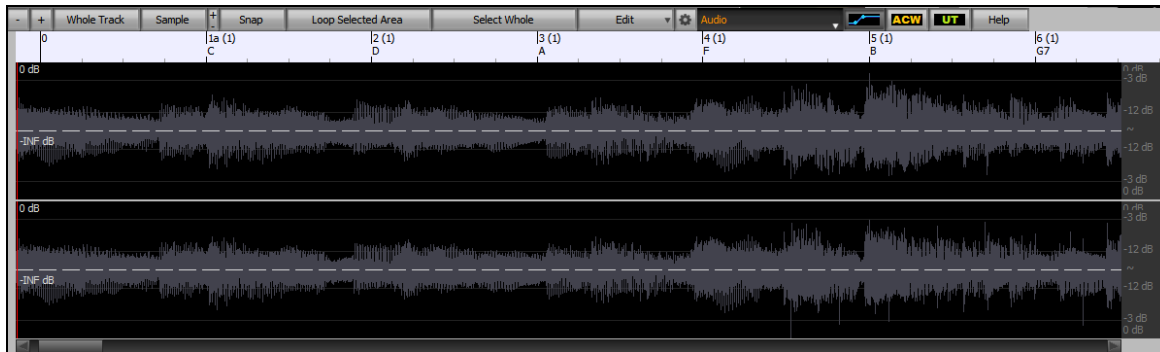 - + Whole Track Sample + - Snap Loop Selected Area Select Whole Edit Audio ACW UT Help
0 1a (1) 2 (1) 3 (1) 4 (1) 5 (1) 6 (1)
C D A F B G7
0 dB 0 dB
-3 dB
-12 dB
-INF dB ~
-12 dB
-3 dB
0 dB
0 dB 0 dB
-3 dB
-12 dB
-INF dB ~
-12 dB
-3 dB
0 dB